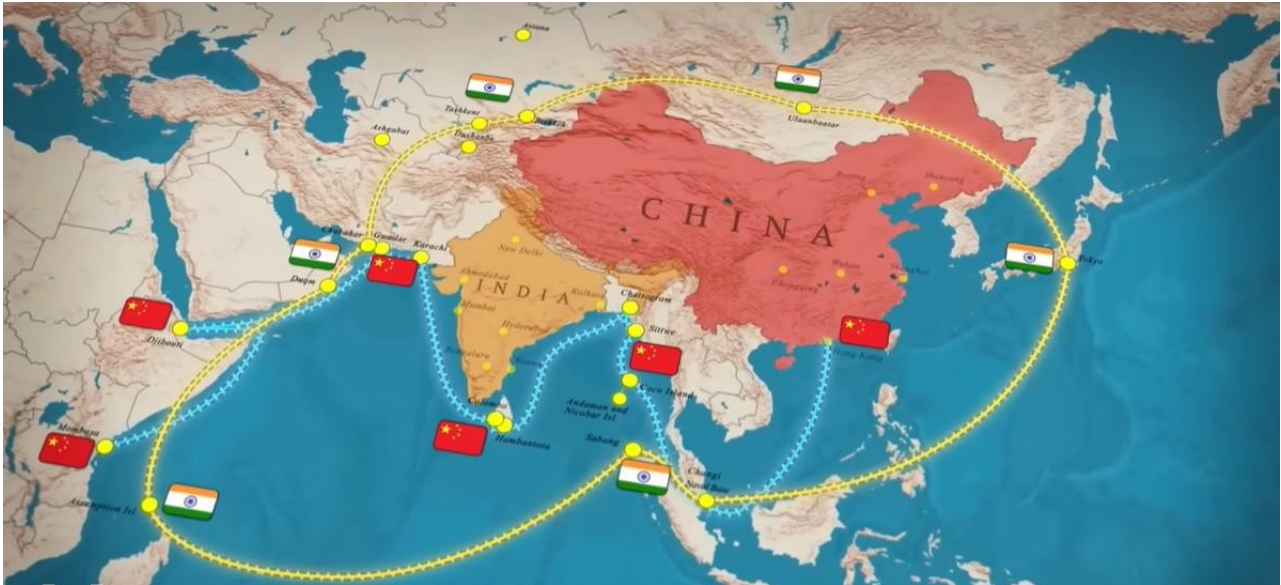 Astana
Tashkent
Dushanbe
Ashgabat
Ulaanbaatar
CHINA
Beijing
Shenyang
Chabahar
Gwadar
Karachi
New Delhi
Tokyo
Wuhan
Shanghai
Chongqing
Duqm
Ahmedabad
INDIA
Kolkata
Chattogram
Mumbai
Sittwe
Djibouti
Hyderabad
Hong Kong
Bengaluru
Coco Island
Colombo
Andaman and
Nicobar Isl.
Mombasa
Hambantota
Sabang
Changi
Naval Base
Assumption Isl